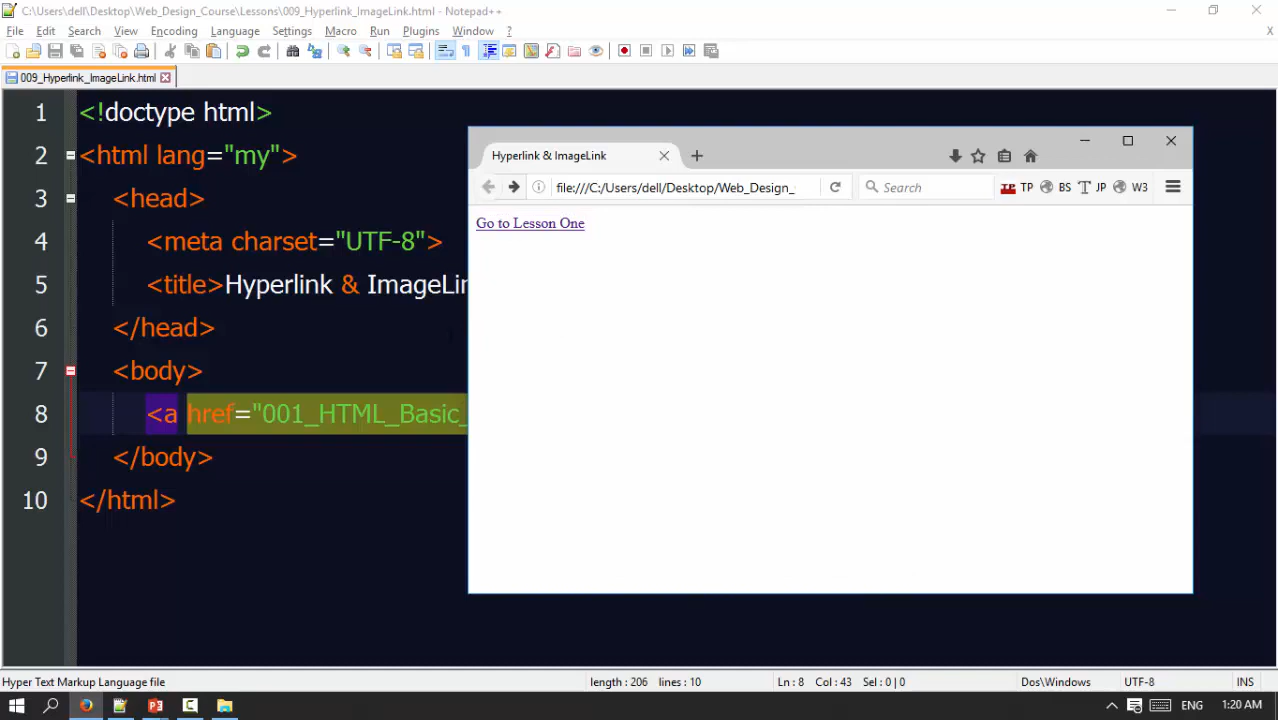 C:\Users\dell\Desktop\Web_Design_Course\Lessons\009_Hyperlink_ImageLink.html - Notepad++
File Edit Search View Encoding Language Settings Macro Run Plugins Window ?
X
009_Hyperlink_ImageLink.html
1 <!doctype html>
2 <html lang="my">
3 <head>
4 <meta charset="UTF-8">
5 <title>Hyperlink & ImageLin
6 </head>
7 <body>
8 <a href="001_HTML_Basic_
9 </body>
10 </html>
Hyperlink & ImageLink
file:///C:/Users/dell/Desktop/Web_Design_
Search
TP BS JP W3
Go to Lesson One
Hyper Text Markup Language file length : 206 lines : 10 Ln : 8 Col : 43 Sel : 0 | 0 Dos\Windows UTF-8 INS
ENG 1:20 AM